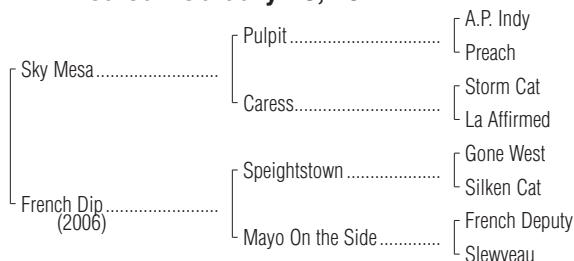 Sky Mesa
French Dip
(2006)
Pulpit
Caress
Speightstown
Mayo On the Side
A.P. Indy
Preach
Storm Cat
La Affirmed
Gone West
Silken Cat
French Deputy
Slewveau